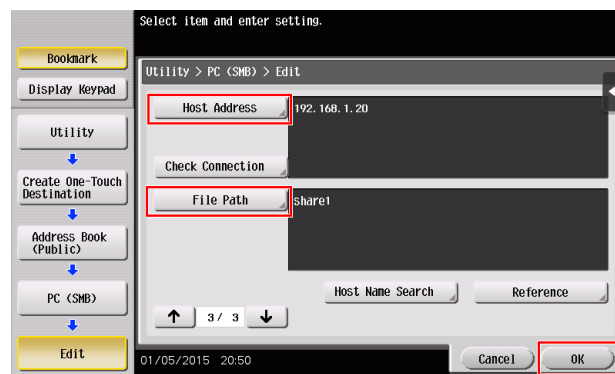 Select item and enter setting.
Bookmark
Display Keypad
Utility
Create One-Touch
Destination
Address Book
(Public)
PC (SMB)
Edit
Utility > PC (SMB) > Edit
Host Address
192.168.1.20
Check Connection
File Path
share1
Host Name Search
Reference
↑ 3/ 3 ↓
01/05/2015 20:50
Cancel
OK